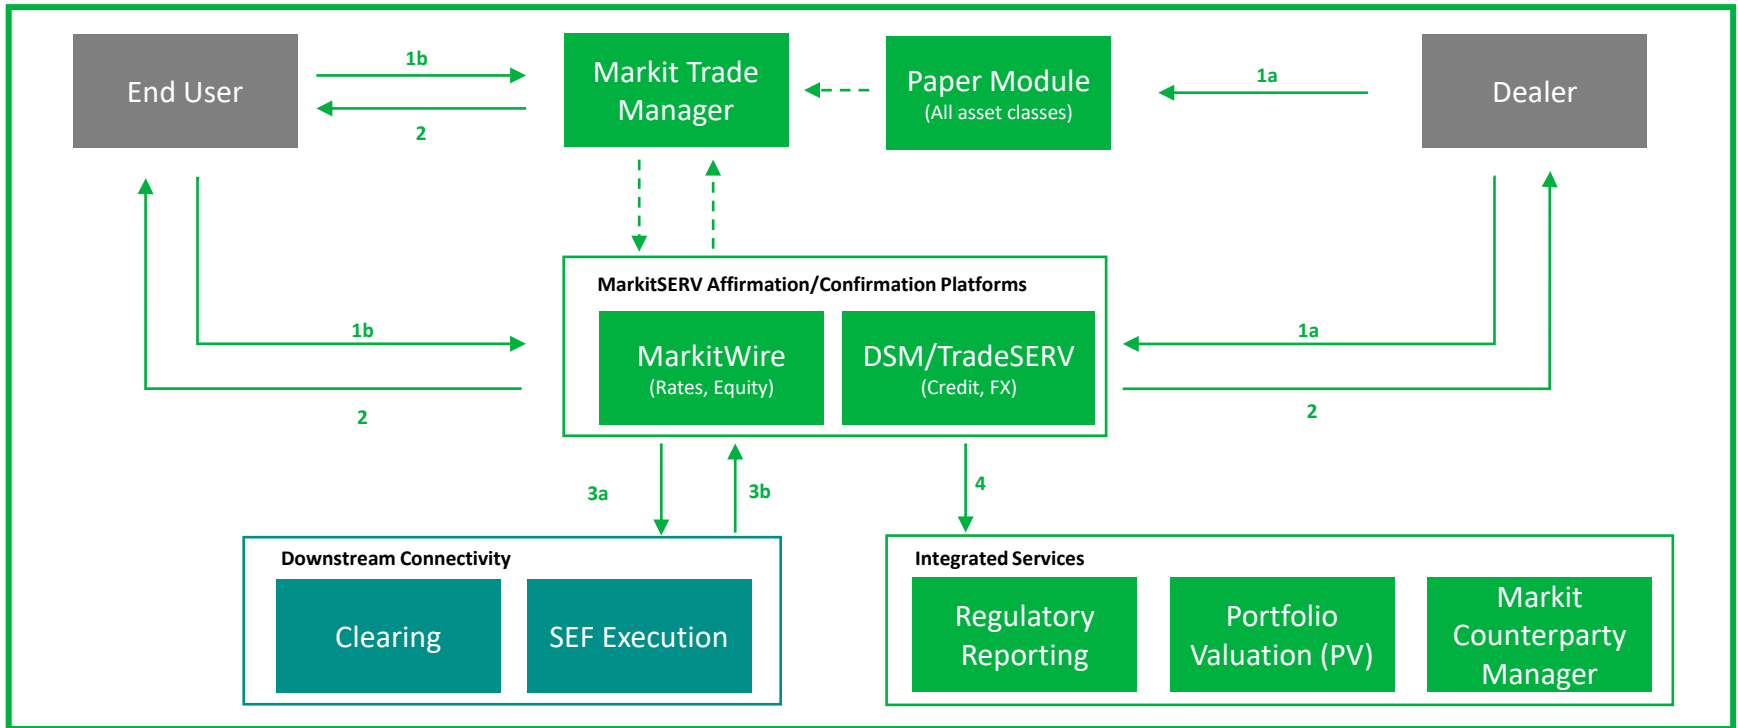 End User
1b
2
Markit Trade
Manager
Paper Module
(All asset classes)
1a
Dealer
MarkitSERV Affirmation/Confirmation Platforms
MarkitWire
(Rates, Equity)
DSM/TradeSERV
(Credit, FX)
1b
2
1a
2
3a
3b
4
Downstream Connectivity
Clearing
SEF Execution
Integrated Services
Regulatory
Reporting
Portfolio
Valuation (PV)
Markit
Counterparty
Manager